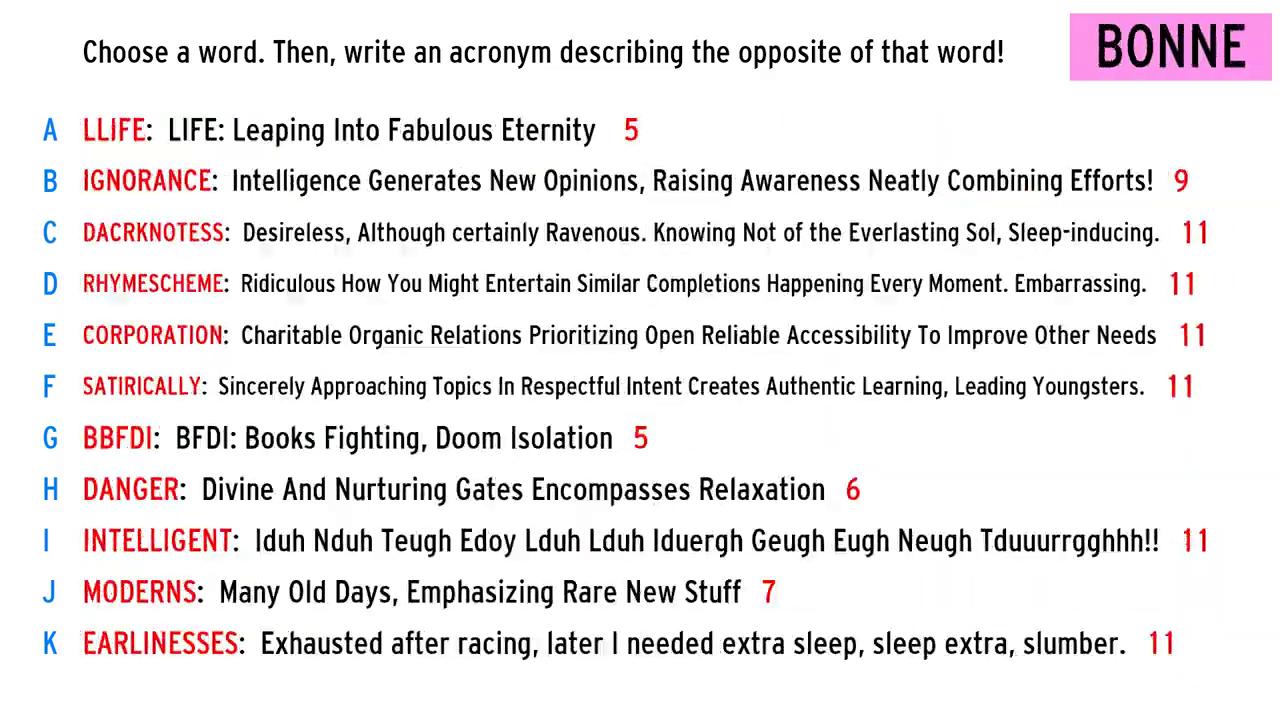 Choose a word. Then, write an acronym describing the opposite of that word!
BONNE
A LLIFE: LIFE: Leaping Into Fabulous Eternity 5
B IGNORANCE: Intelligence Generates New Opinions, Raising Awareness Neatly Combining Efforts! 9
C DACRKNOTESS: Desireless, Although certainly Ravenous. Knowing Not of the Everlasting Sol, Sleep-inducing. 11
D RHYMESCHEME: Ridiculous How You Might Entertain Similar Completions Happening Every Moment. Embarrassing. 11
E CORPORATION: Charitable Organic Relations Prioritizing Open Reliable Accessibility To Improve Other Needs 11
F SATIRICALLY: Sincerely Approaching Topics In Respectful Intent Creates Authentic Learning, Leading Youngsters. 11
G BBFDI: BFDI: Books Fighting, Doom Isolation 5
H DANGER: Divine And Nurturing Gates Encompasses Relaxation 6
I INTELLIGENT: Iduh Nduh Teugh Edoy Lduh Lduh Iduergh Geugh Eugh Neugh Tduuurrgghhh!! 11
J MODERNS: Many Old Days, Emphasizing Rare New Stuff 7
K EARLINESSES: Exhausted after racing, later I needed extra sleep, sleep extra, slumber. 11